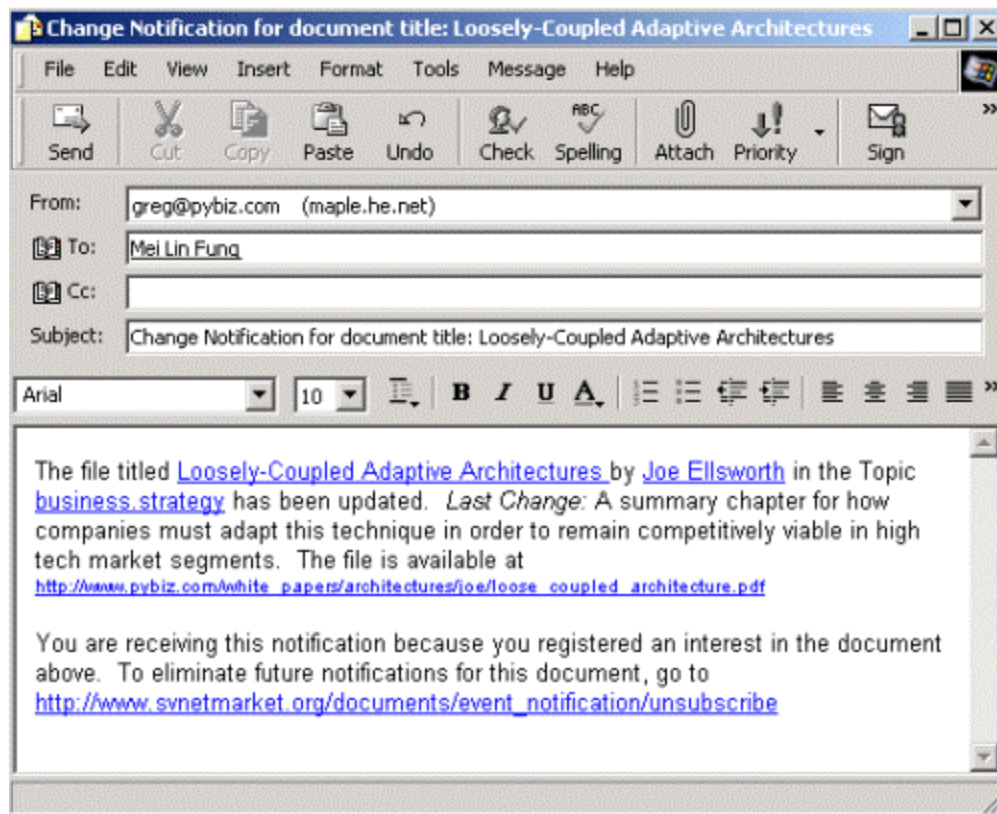 Change Notification for document title: Loosely-Coupled Adaptive Architectures
File Edit View Insert Format Tools Message Help
Send Cut Copy Paste Undo Check ABC Spelling Attach Priority Sign
From: greg@pybiz.com (maple.he.net)
To: Mei Lin Fung
Cc:
Subject: Change Notification for document title: Loosely-Coupled Adaptive Architectures
Arial 10 B I U A
The file titled Loosely-Coupled Adaptive Architectures by Joe Ellsworth in the Topic
business.strategy has been updated. Last Change: A summary chapter for how
companies must adapt this technique in order to remain competitively viable in high
tech market segments. The file is available at
http://www.pybiz.com/white_papers/architectures/joe/loose_coupled_architecture.pdf
You are receiving this notification because you registered an interest in the document
above. To eliminate future notifications for this document, go to
http://www.svnetmarket.org/documents/event_notification/unsubscribe